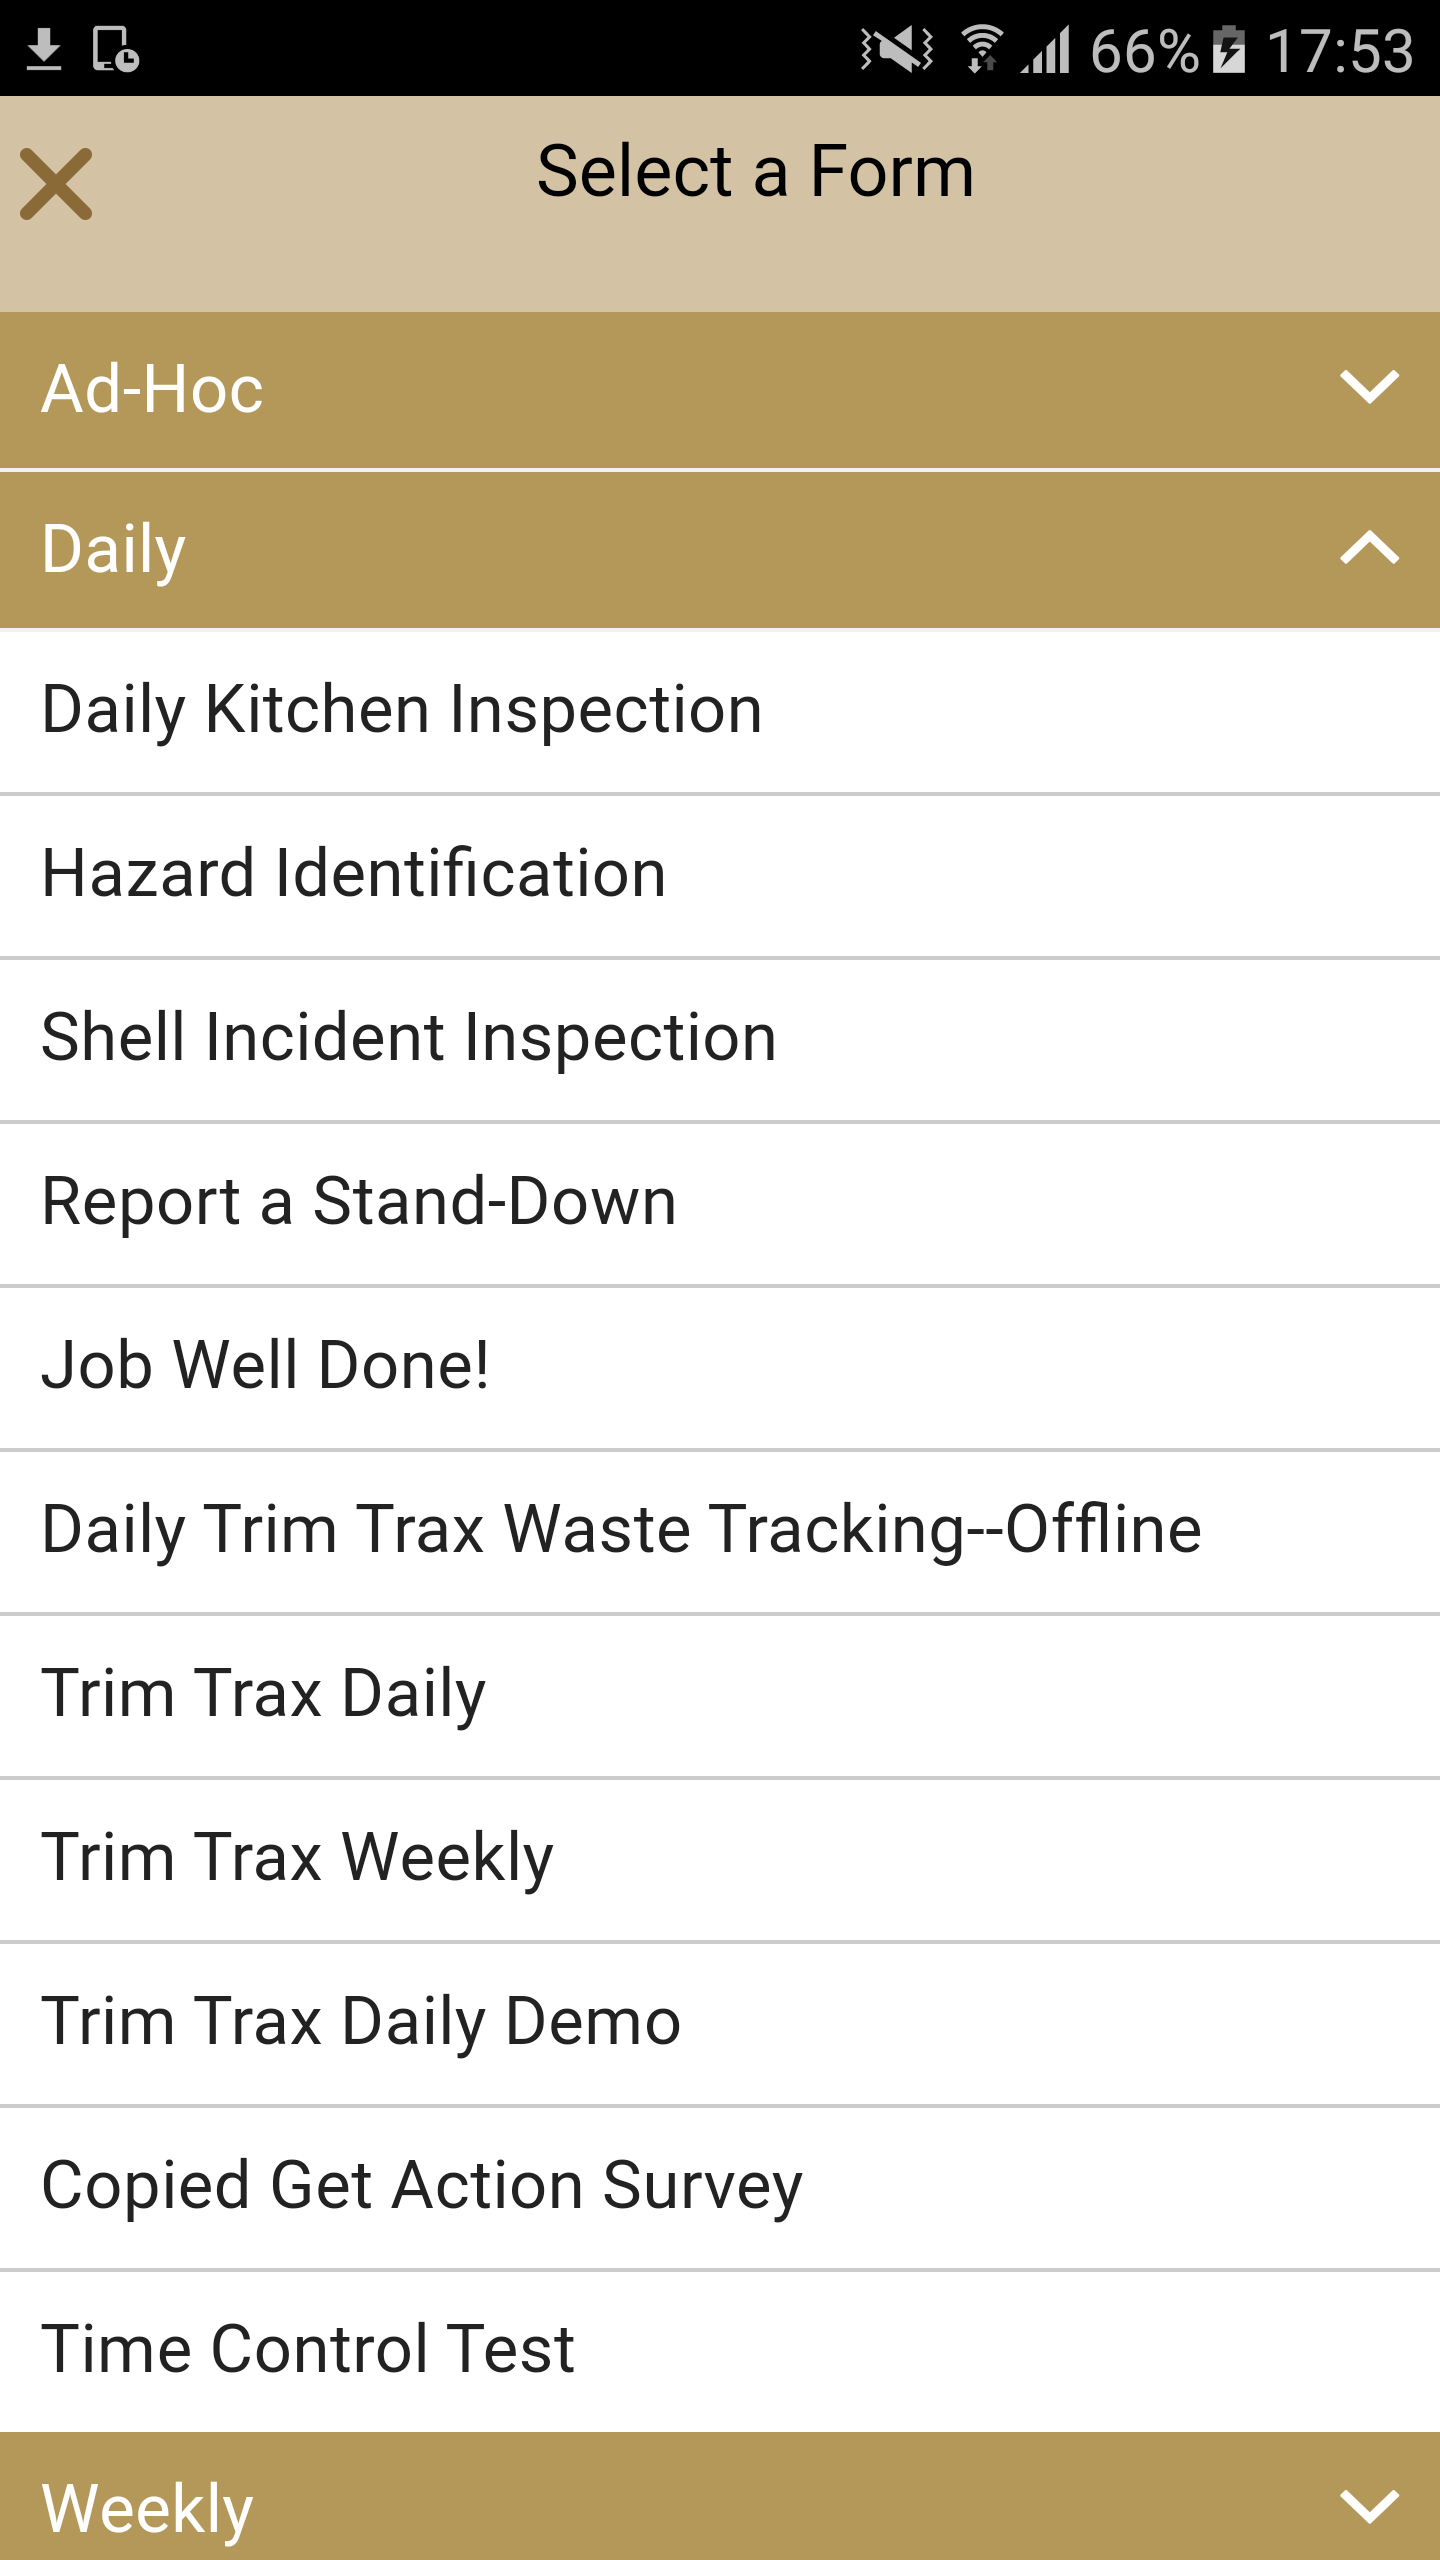 66% 17:53
Select a Form
Ad-Hoc
Daily
Daily Kitchen Inspection
Hazard Identification
Shell Incident Inspection
Report a Stand-Down
Job Well Done!
Daily Trim Trax Waste Tracking--Offline
Trim Trax Daily
Trim Trax Weekly
Trim Trax Daily Demo
Copied Get Action Survey
Time Control Test
Weekly